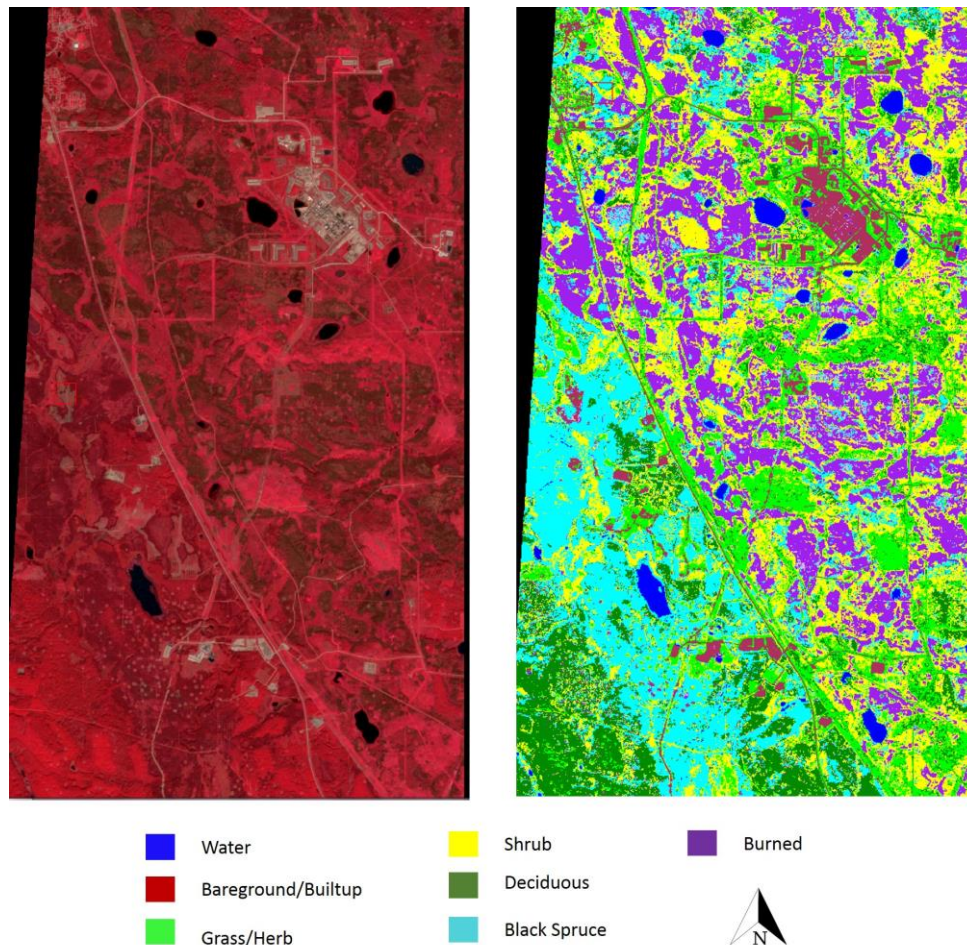 Water
Bareground/Builtup
Grass/Herb
Shrub
Deciduous
Black Spruce
Burned
N